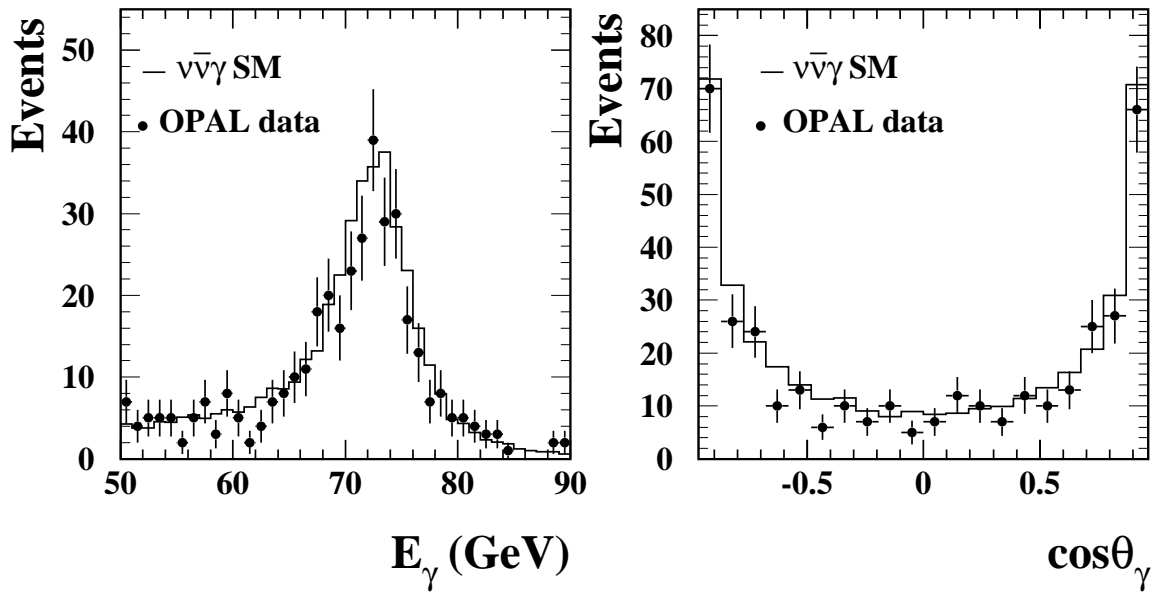 Events
50
40
30
20
10
0
— νν̅γ SM
● OPAL data
50 60 70 80 90
E_γ (GeV)
Events
80
70
60
50
40
30
20
10
0
— νν̅γ SM
● OPAL data
-0.5 0 0.5
cosθ_γ